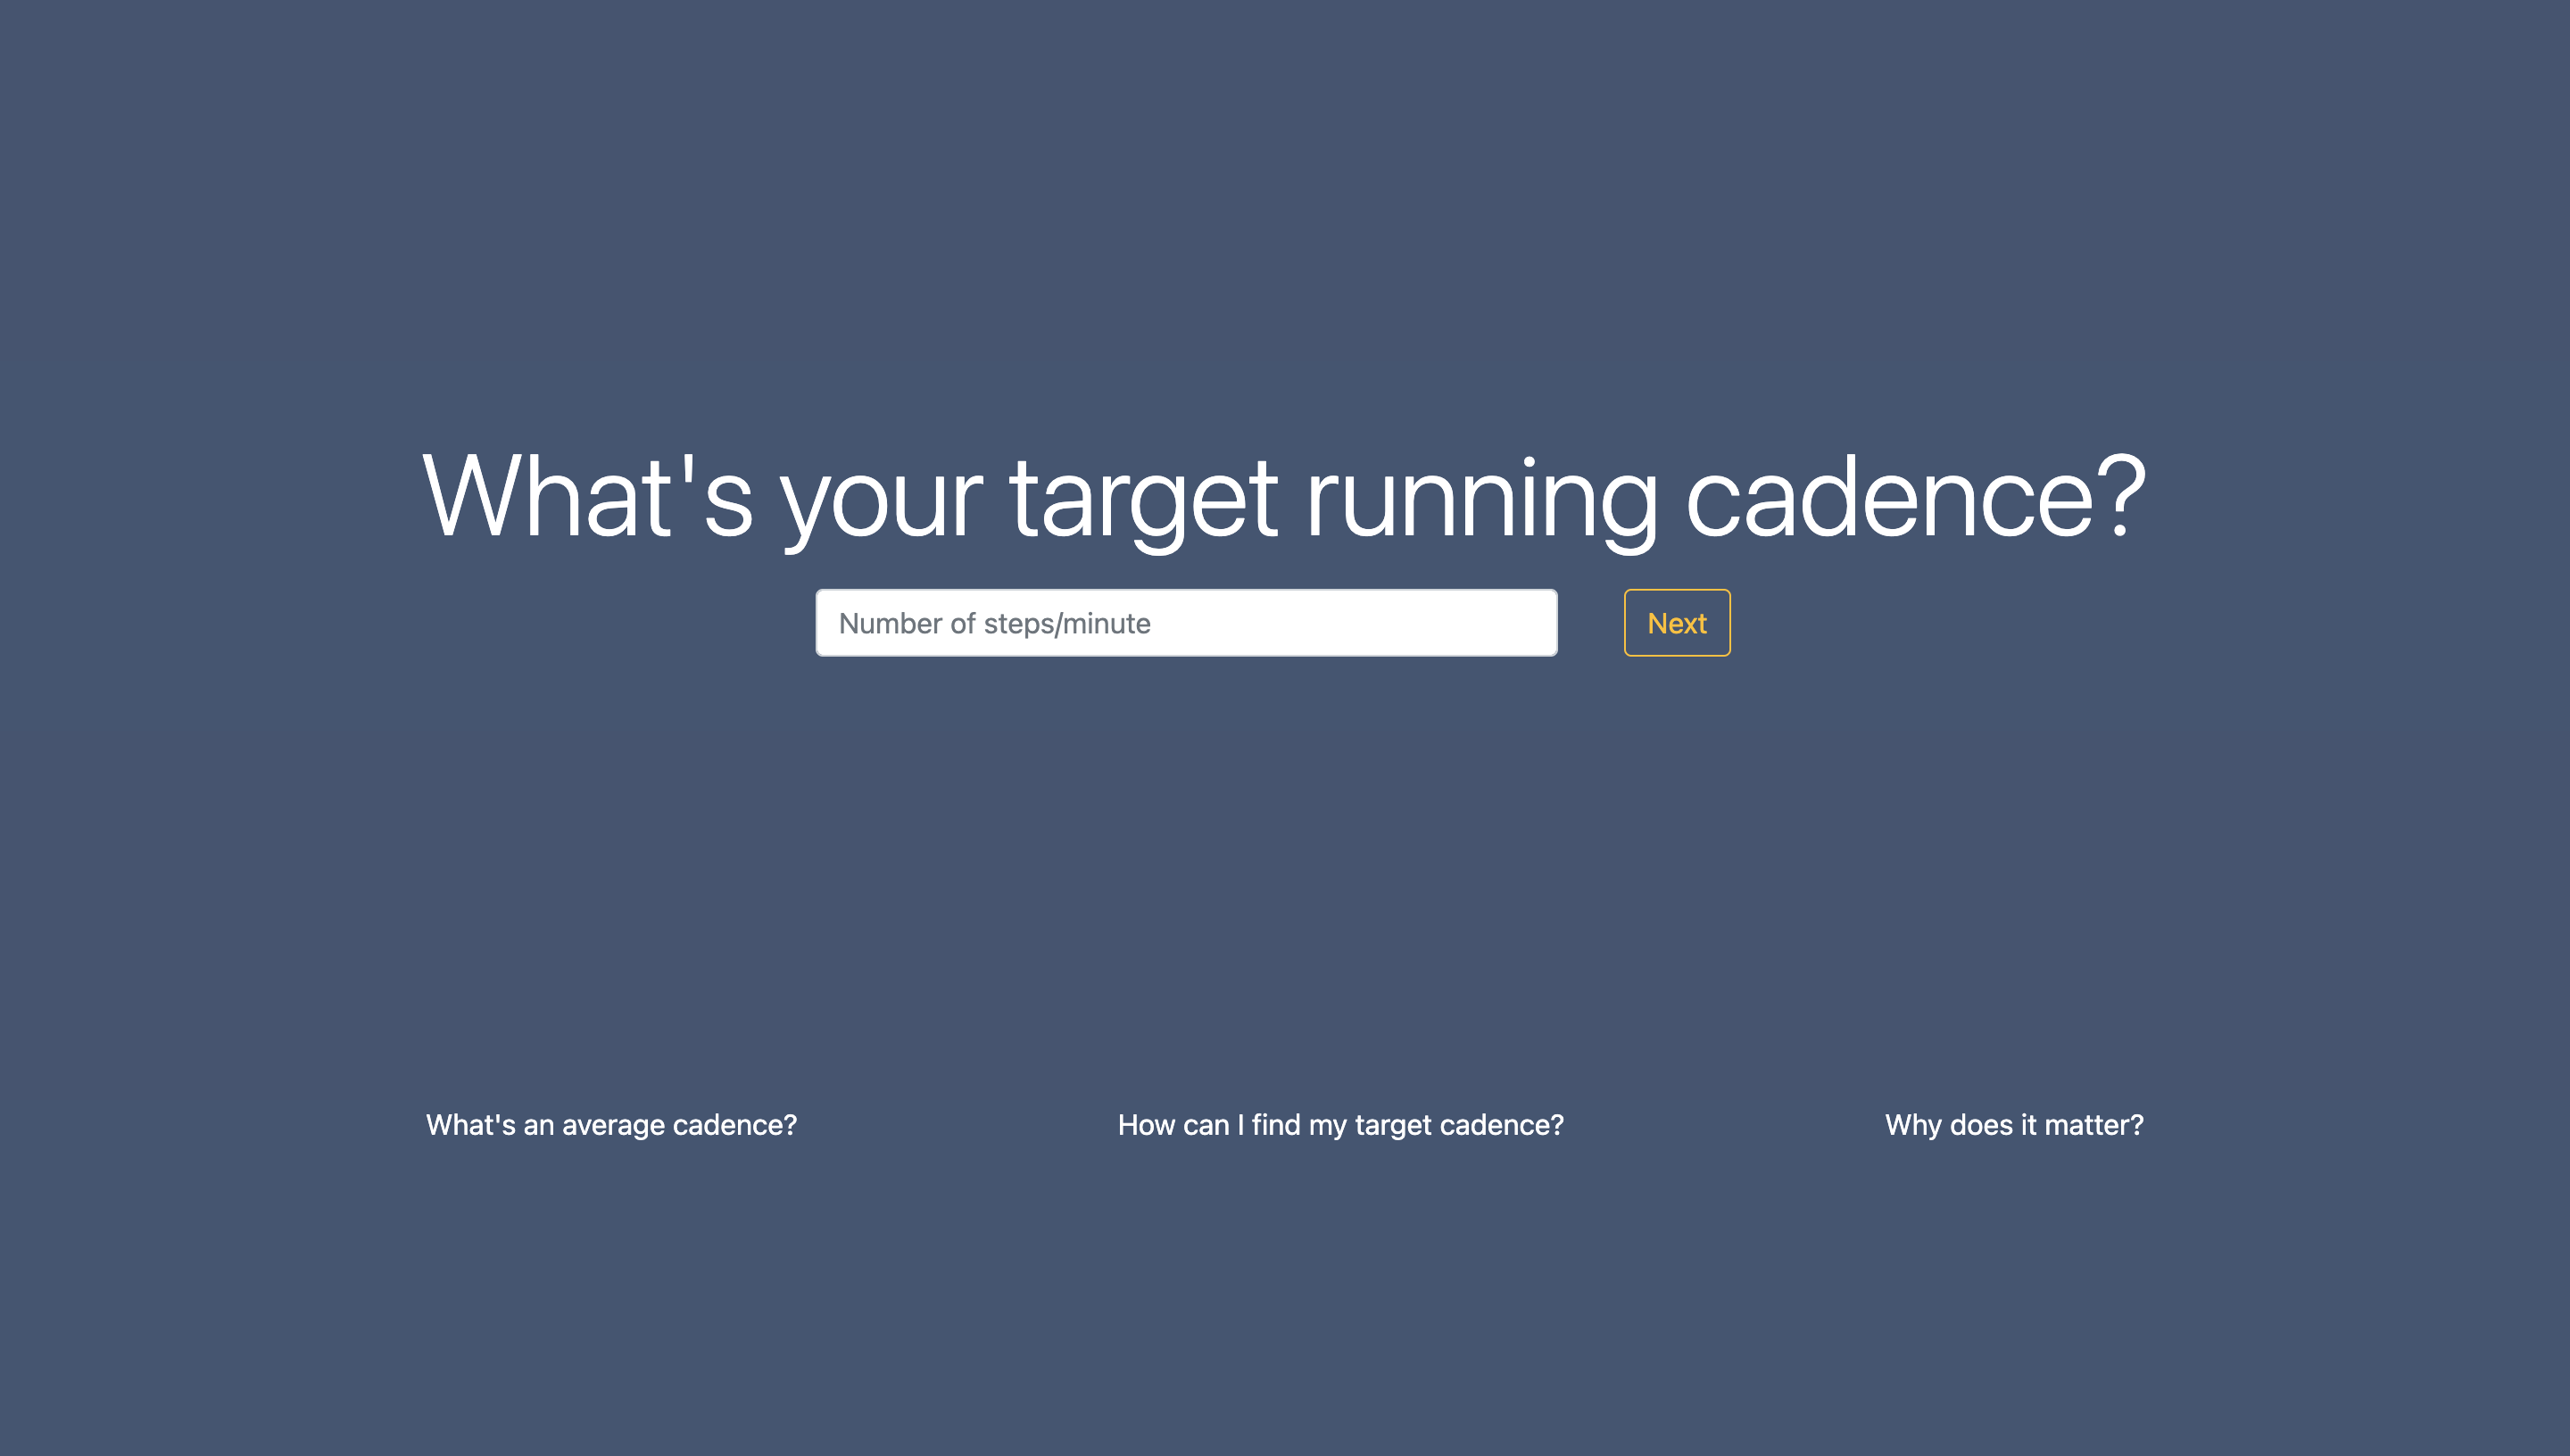 What's your target running cadence?
Number of steps/minute
Next
What's an average cadence?
How can I find my target cadence?
Why does it matter?